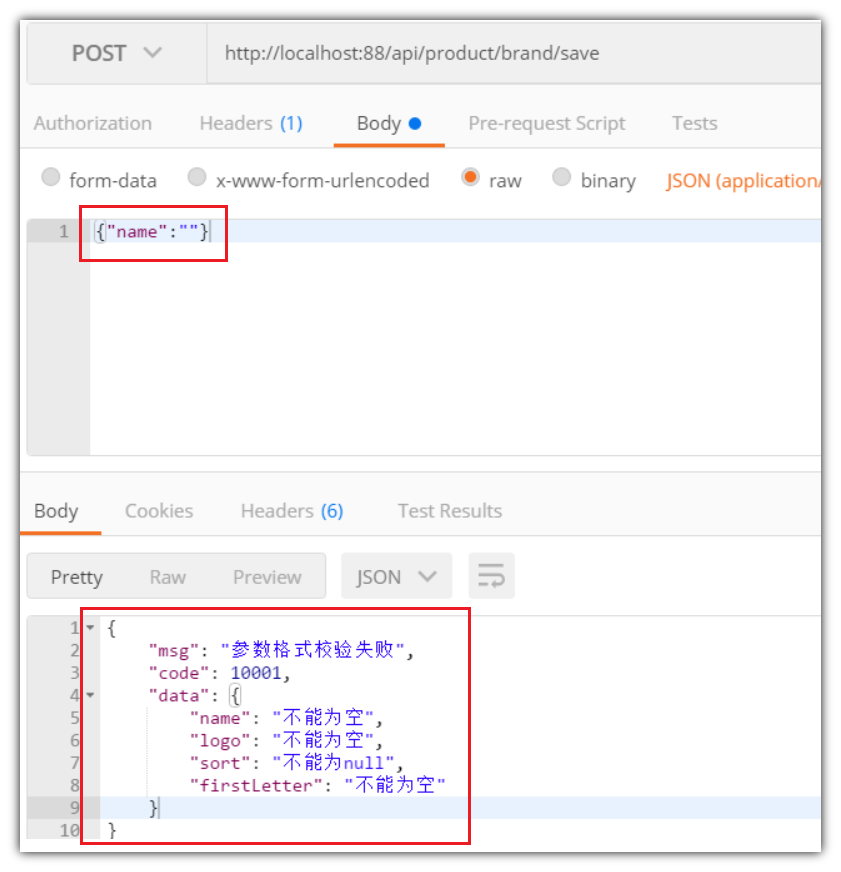 POST http://localhost:88/api/product/brand/save
Authorization Headers (1) Body Pre-request Script Tests
form-data x-www-form-urlencoded raw binary JSON (application/
1 {"name":""}
Body Cookies Headers (6) Test Results
Pretty Raw Preview JSON
1 {
2 "msg": "参数格式校验失败",
3 "code": 10001,
4 "data": {
5 "name": "不能为空",
6 "logo": "不能为空",
7 "sort": "不能为null",
8 "firstLetter": "不能为空"
9 }
10 }